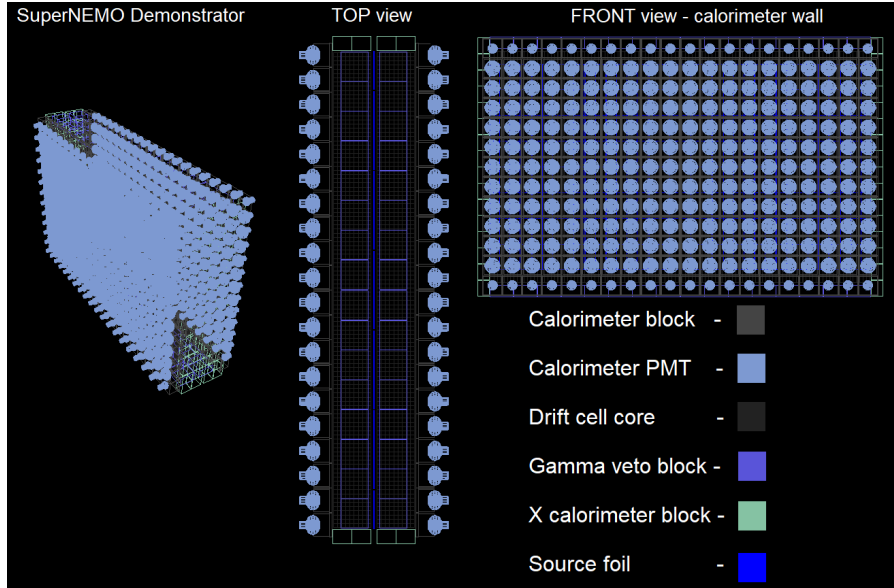 SuperNEMO Demonstrator
TOP view
FRONT view - calorimeter wall
Calorimeter block -
Calorimeter PMT -
Drift cell core -
Gamma veto block -
X calorimeter block -
Source foil -